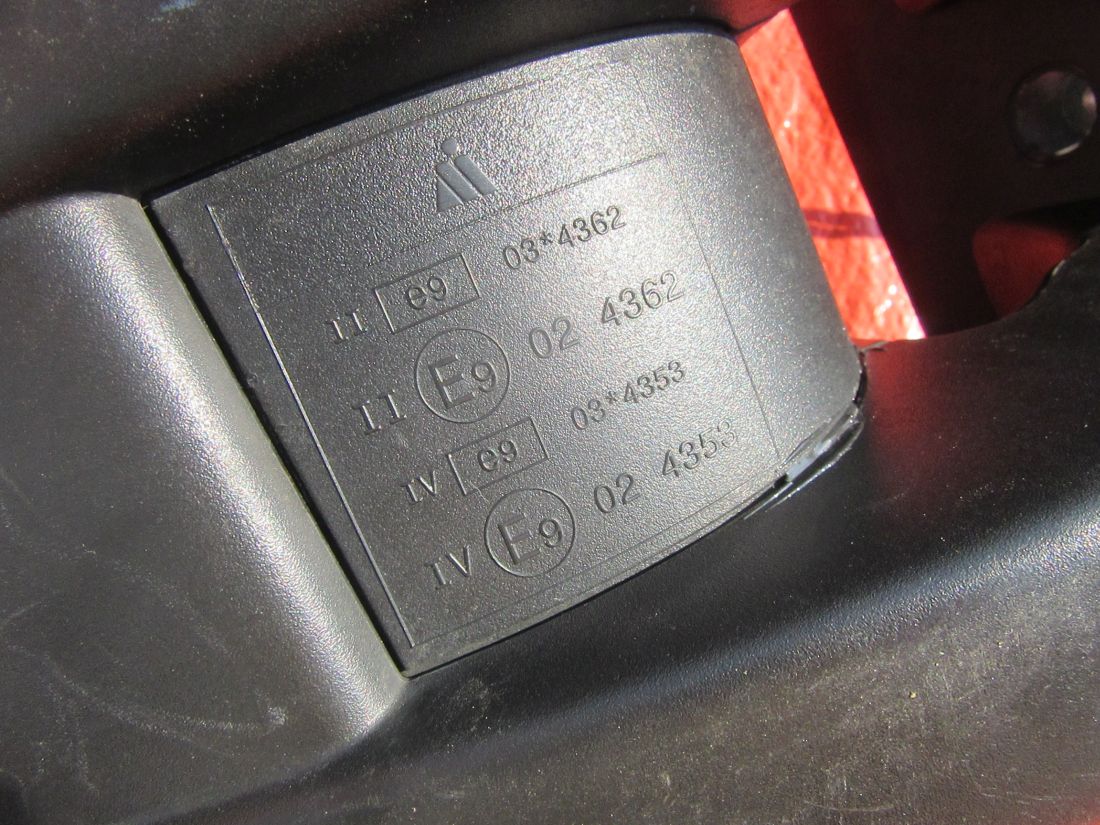 II e9 03*4362
II E9 02 4362
IV e9 03*4353
IV E9 02 4353